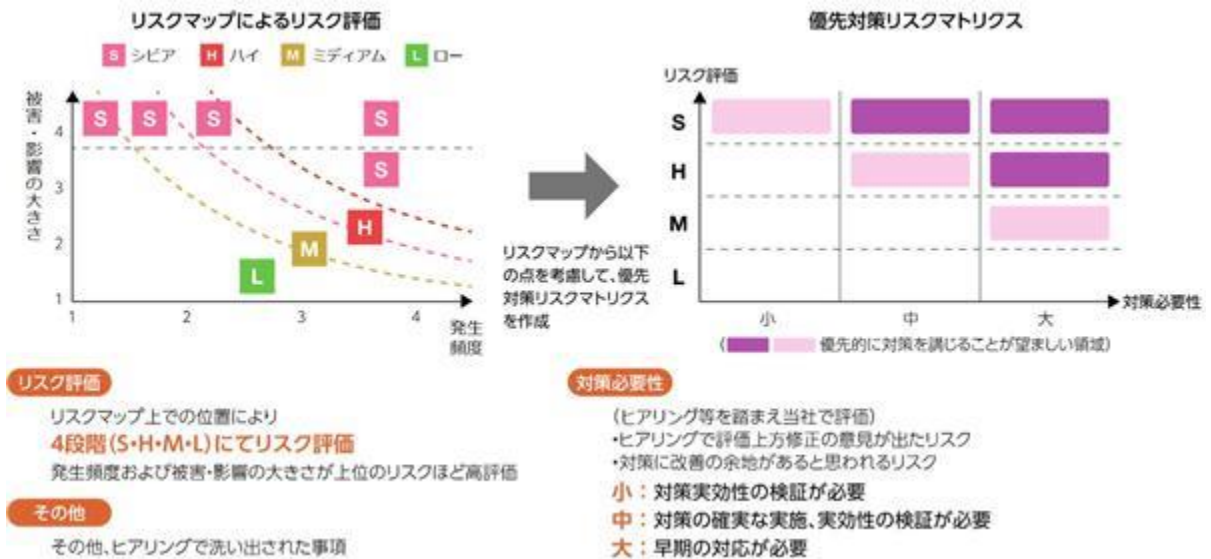 リスクマップによるリスク評価
S シビア H ハイ M ミディアム L ロー
被害・影響の大きさ
4
3
2
1
S S S S
S
H
M
L
1 2 3 4
発生
頻度
リスクマップから以下
の点を考慮して、優先
対策リスクマトリクス
を作成
優先対策リスクマトリクス
リスク評価
S
H
M
L
小 中 大
対策必要性
( 優先的に対策を講じることが望ましい領域)
リスク評価
リスクマップ上での位置により
4段階(S・H・M・L)にてリスク評価
発生頻度および被害・影響の大きさが上位のリスクほど高評価
その他
その他、ヒアリングで洗い出された事項
対策必要性
(ヒアリング等を踏まえ当社で評価)
・ヒアリングで評価上方修正の意見が出たリスク
・対策に改善の余地があると思われるリスク
小：対策実効性の検証が必要
中：対策の確実な実施、実効性の検証が必要
大：早期の対応が必要